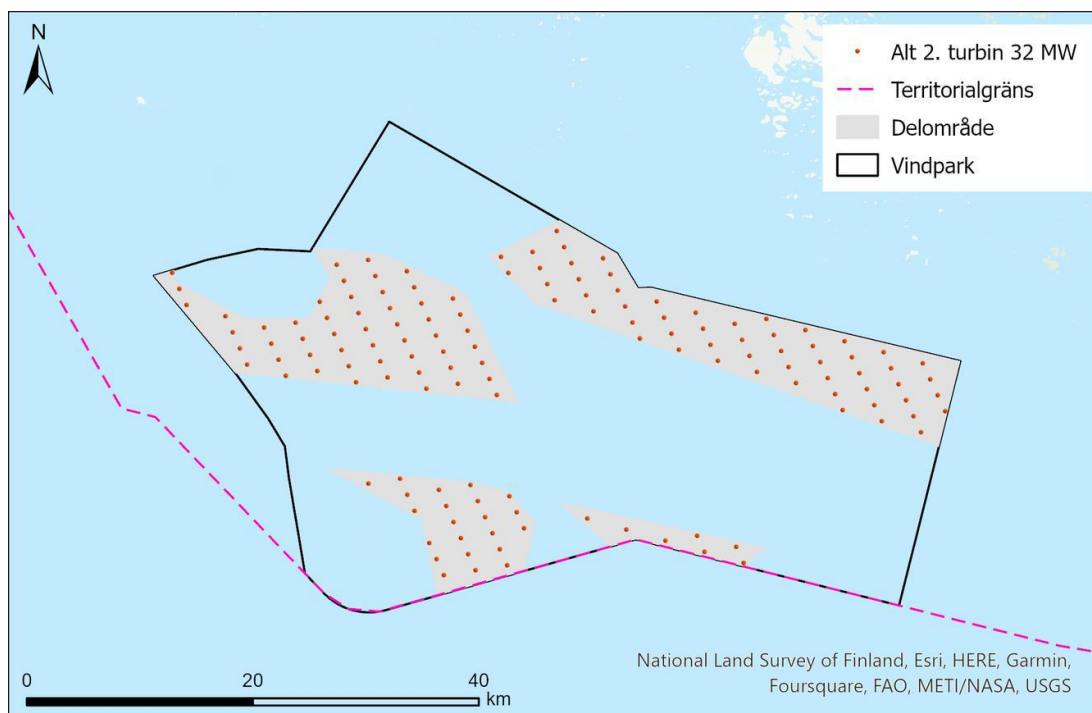 N
Alt 2. turbin 32 MW
Territorialgräns
Delområde
Vindpark
National Land Survey of Finland, Esri, HERE, Garmin,
Foursquare, FAO, METI/NASA, USGS
0 20 40
km